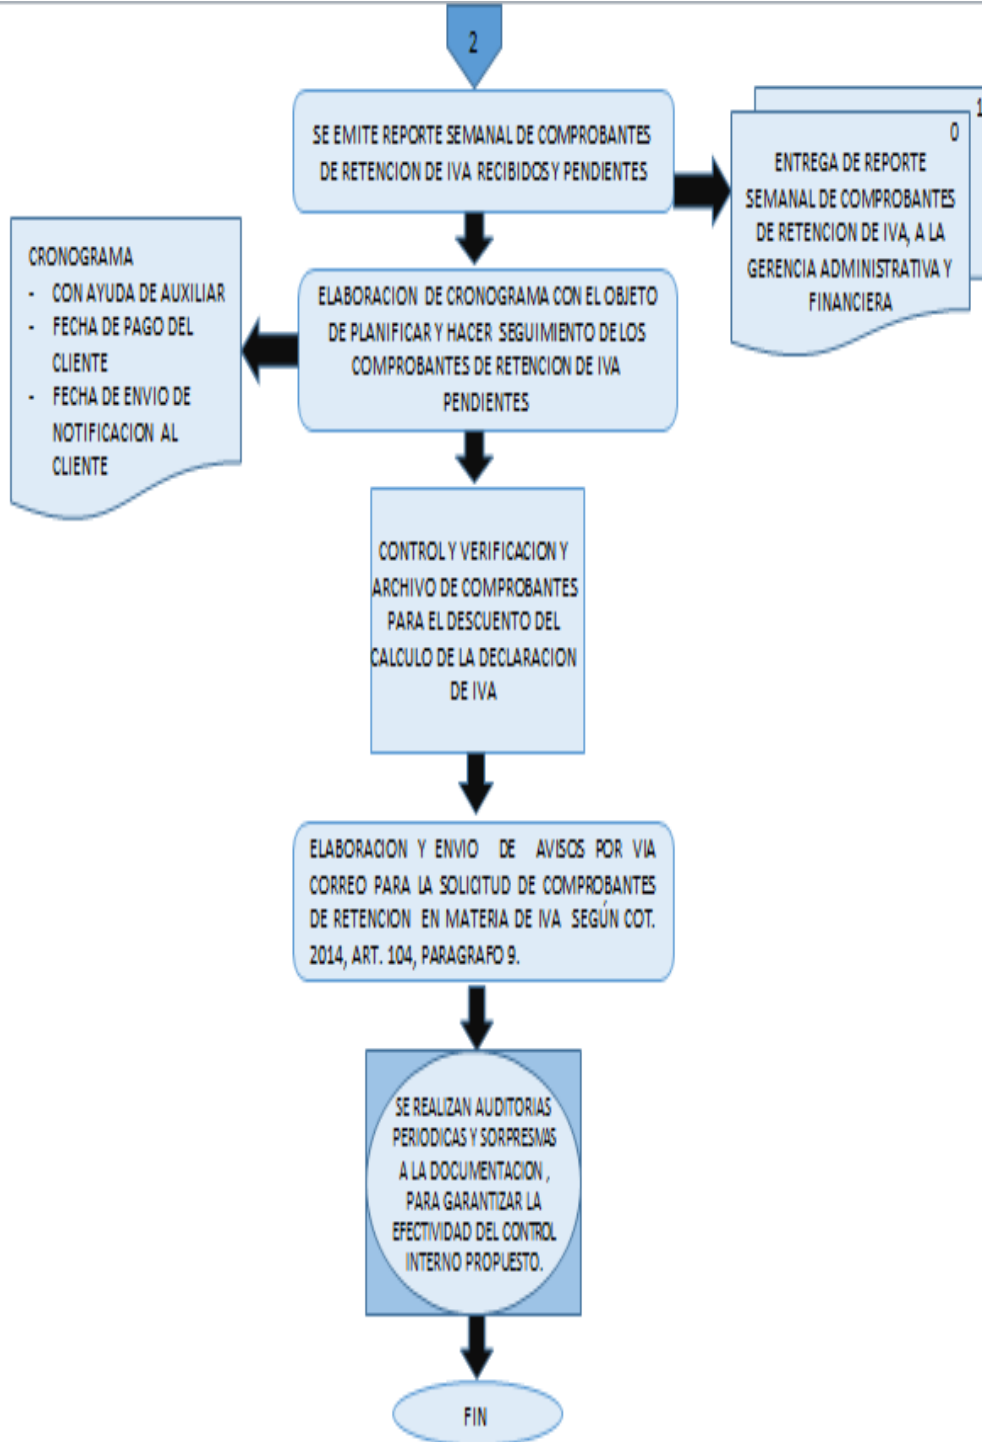 2
SE EMITE REPORTE SEMANAL DE COMPROBANTES
DE RETENCION DE IVA RECIBIDOS Y PENDIENTES
1
0
ENTREGA DE REPORTE
SEMANAL DE COMPROBANTES
DE RETENCION DE IVA, A LA
GERENCIA ADMINISTRATIVA Y
FINANCIERA
ELABORACION DE CRONOGRAMA CON EL OBJETO
DE PLANIFICAR Y HACER SEGUIMIENTO DE LOS
COMPROBANTES DE RETENCION DE IVA
PENDIENTES
CRONOGRAMA
- CON AYUDA DE AUXILIAR
- FECHA DE PAGO DEL
CLIENTE
- FECHA DE ENVIO DE
NOTIFICACION AL
CLIENTE
CONTROL Y VERIFICACION Y
ARCHIVO DE COMPROBANTES
PARA EL DESCUENTO DEL
CALCULO DE LA DECLARACION
DE IVA
ELABORACION Y ENVIO DE AVISOS POR VIA
CORREO PARA LA SOLICITUD DE COMPROBANTES
DE RETENCION EN MATERIA DE IVA SEGÚN COT.
2014, ART. 104, PARAGRAFO 9.
SE REALIZAN AUDITORIAS
PERIODICAS Y SORPRESIVAS
A LA DOCUMENTACION ,
PARA GARANTIZAR LA
EFECTIVIDAD DEL CONTROL
INTERNO PROPUESTO.
FIN